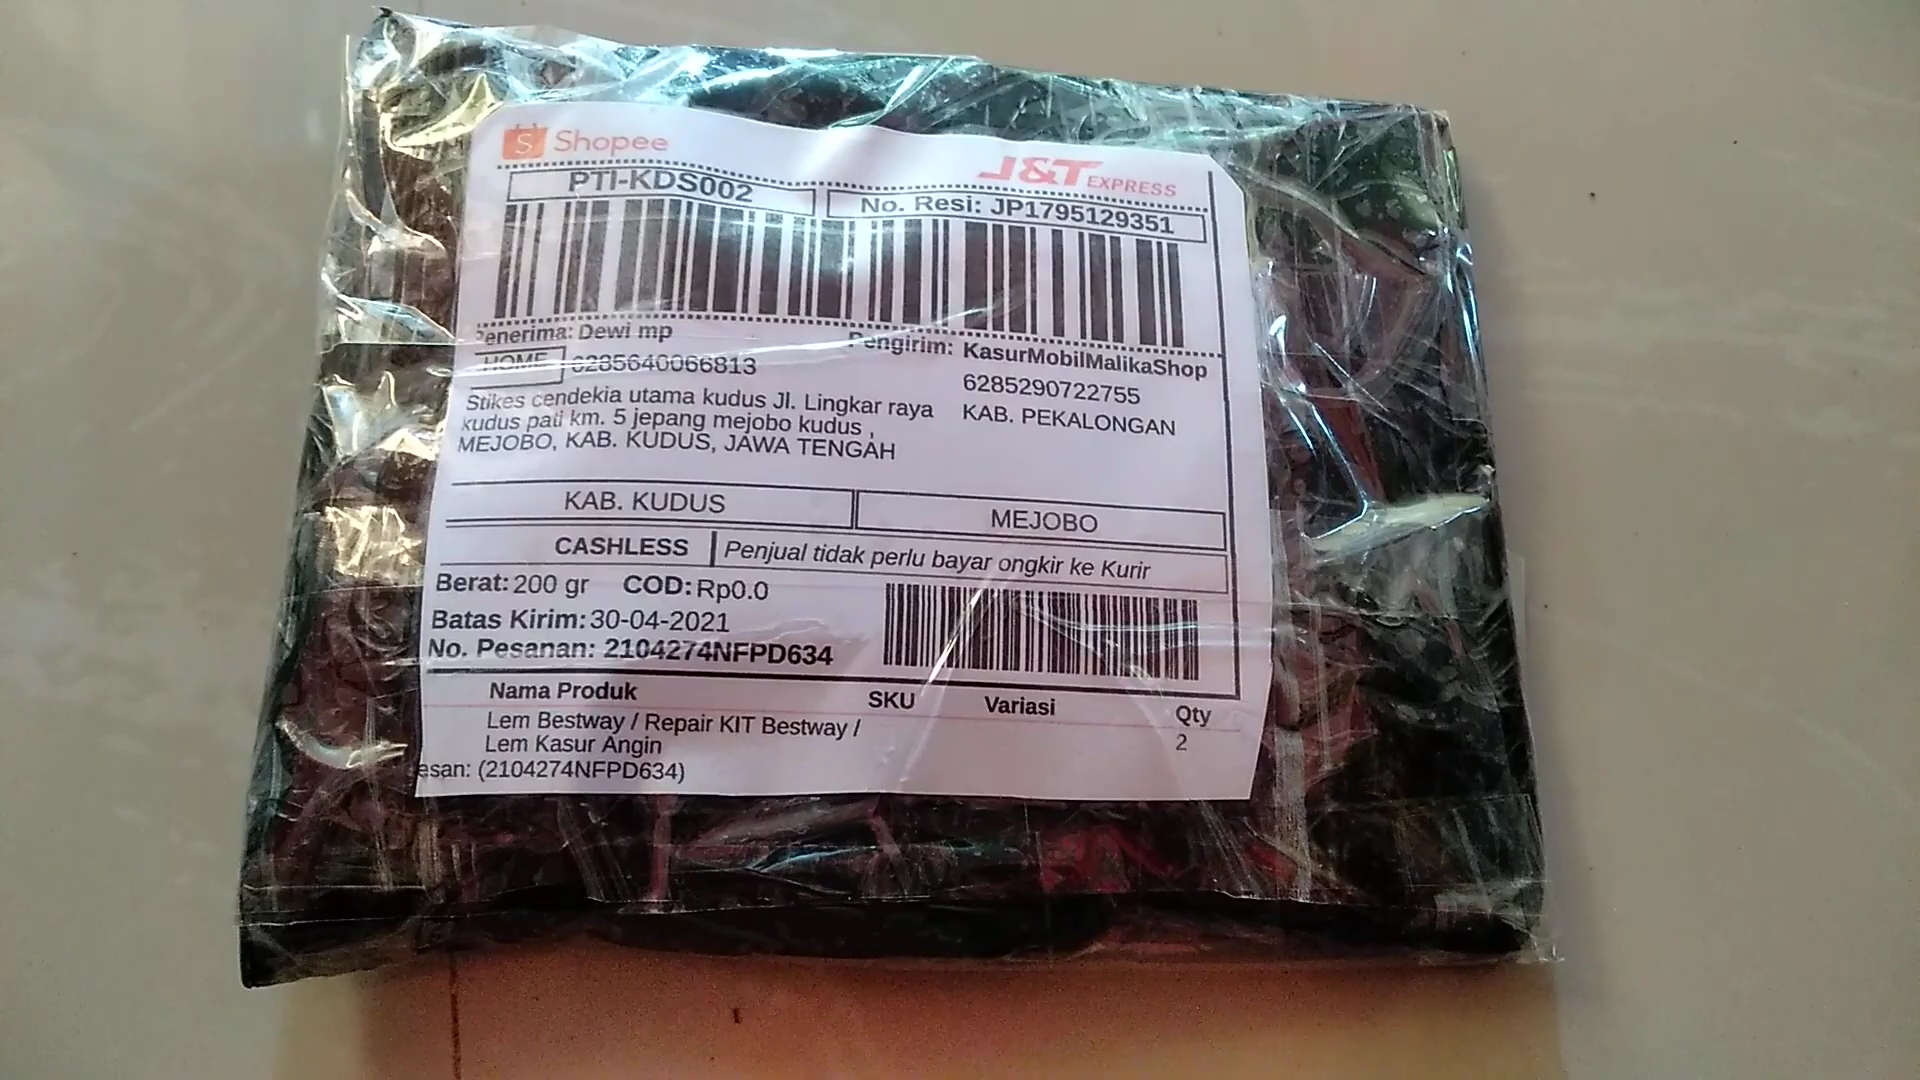 Shopee
J&T EXPRESS
PTI-KDS002
No. Resi: JP1795129351
Penerima: Dewi mp
HOME 6285640066813
Stikes cendekia utama kudus Jl. Lingkar raya
kudus pati km. 5 jepang mejobo kudus ,
MEJOBO, KAB. KUDUS, JAWA TENGAH
Pengirim: KasurMobilMalikaShop
6285290722755
KAB. PEKALONGAN
KAB. KUDUS
MEJOBO
CASHLESS
Penjual tidak perlu bayar ongkir ke Kurir
Berat: 200 gr COD: Rp0.0
Batas Kirim: 30-04-2021
No. Pesanan: 2104274NFPD634
Nama Produk SKU Variasi Qty
Lem Bestway / Repair KIT Bestway /
Lem Kasur Angin
2
esan: (2104274NFPD634)